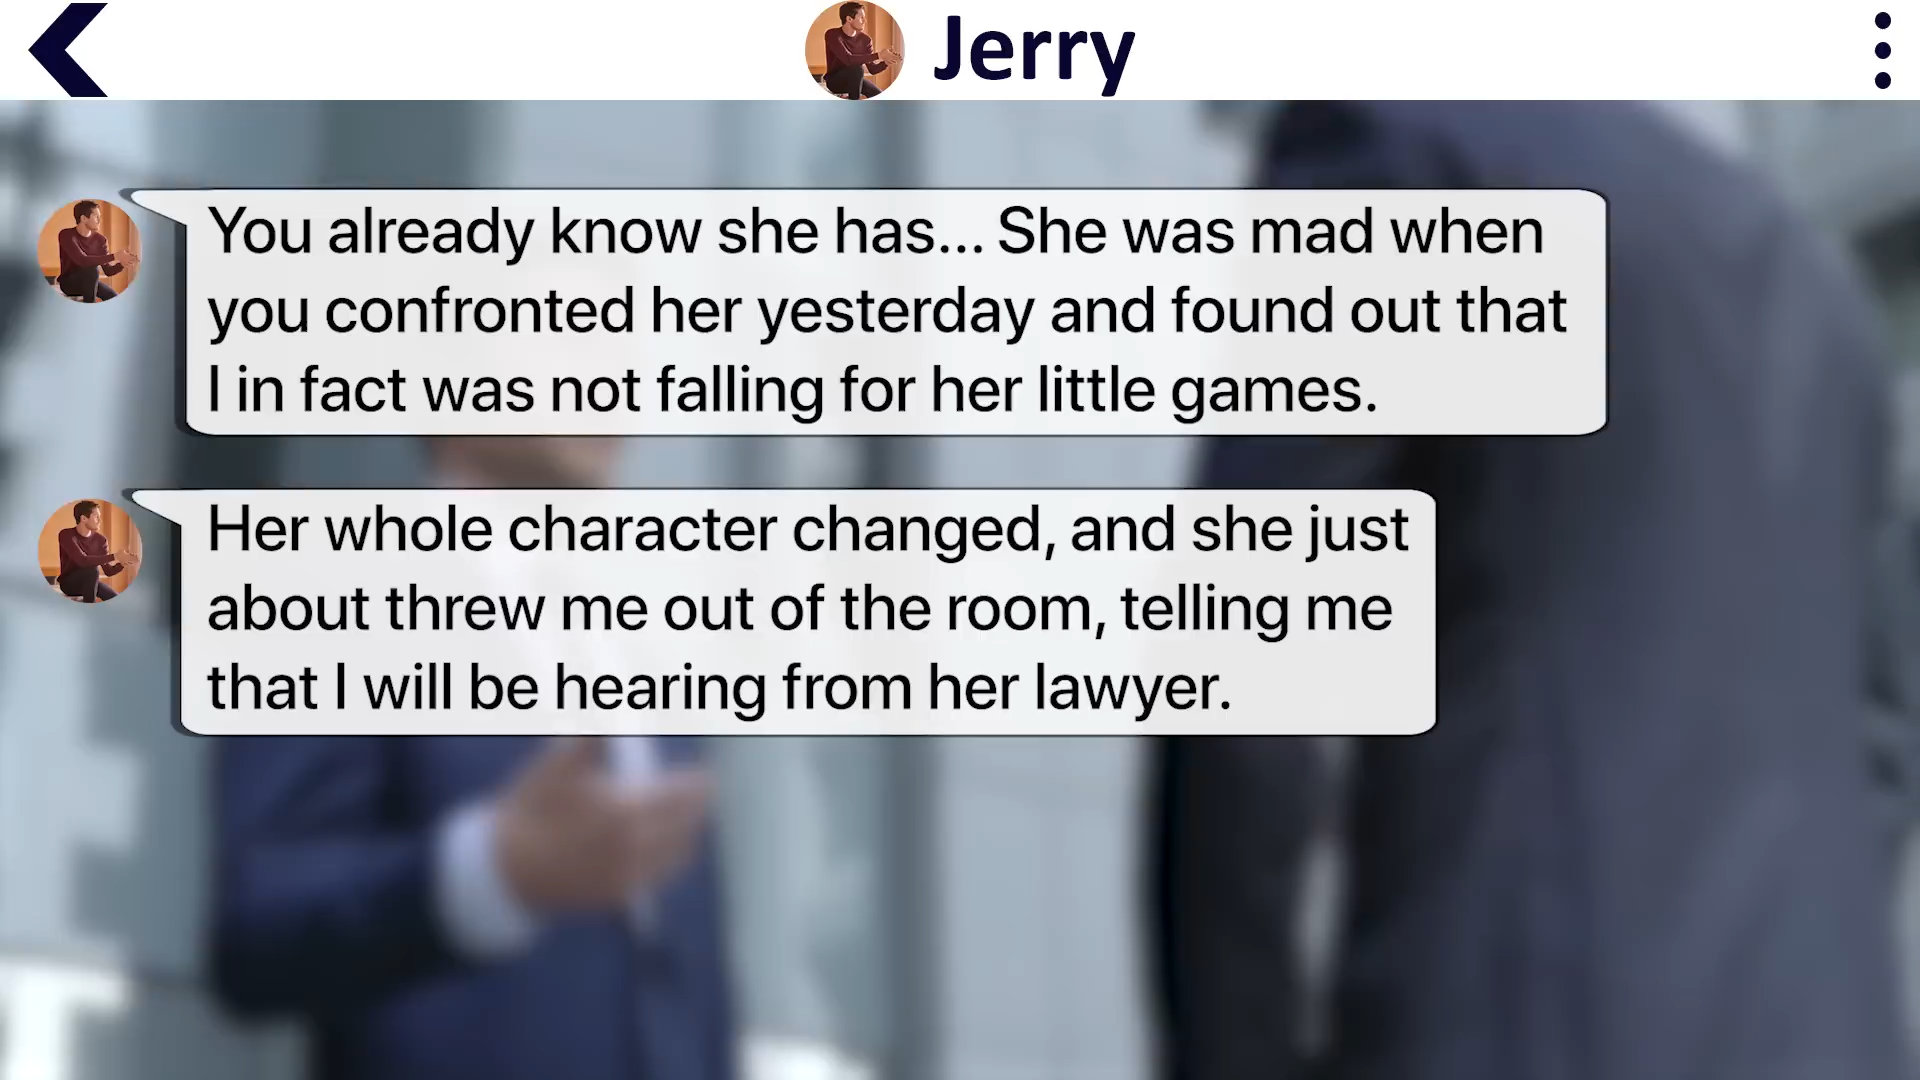 Jerry
You already know she has... She was mad when
you confronted her yesterday and found out that
I in fact was not falling for her little games.
Her whole character changed, and she just
about threw me out of the room, telling me
that I will be hearing from her lawyer.